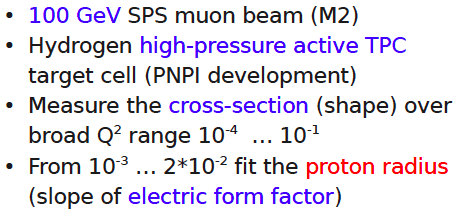 • 100 GeV SPS muon beam (M2)
• Hydrogen high-pressure active TPC
target cell (PNPI development)
• Measure the cross-section (shape) over
broad Q² range 10⁻⁴ … 10⁻¹
• From 10⁻³ … 2*10⁻² fit the proton radius
(slope of electric form factor)